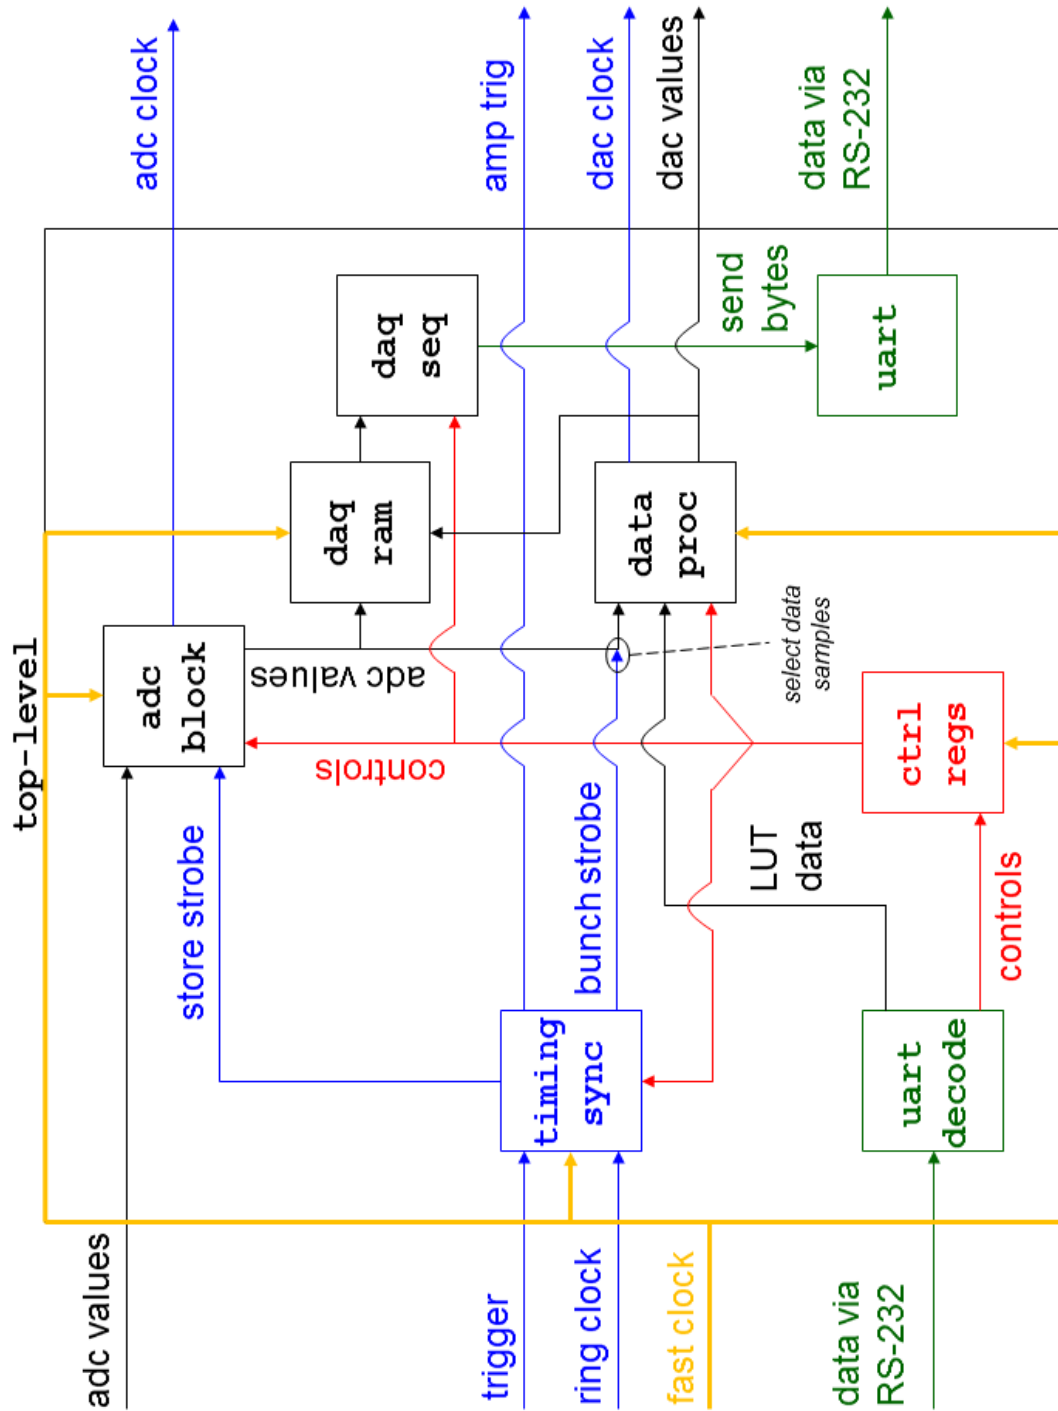 top-level
adc values
trigger
ring clock
fast clock
data via
RS-232
store strobe
timing
sync
uart
decode
bunch strobe
LUT
data
controls
adc
block
adc values
controls
ctrl
regs
select data
samples
daq
ram
data
proc
daq
seq
send
bytes
uart
adc clock
amp trig
dac clock
dac values
data via
RS-232